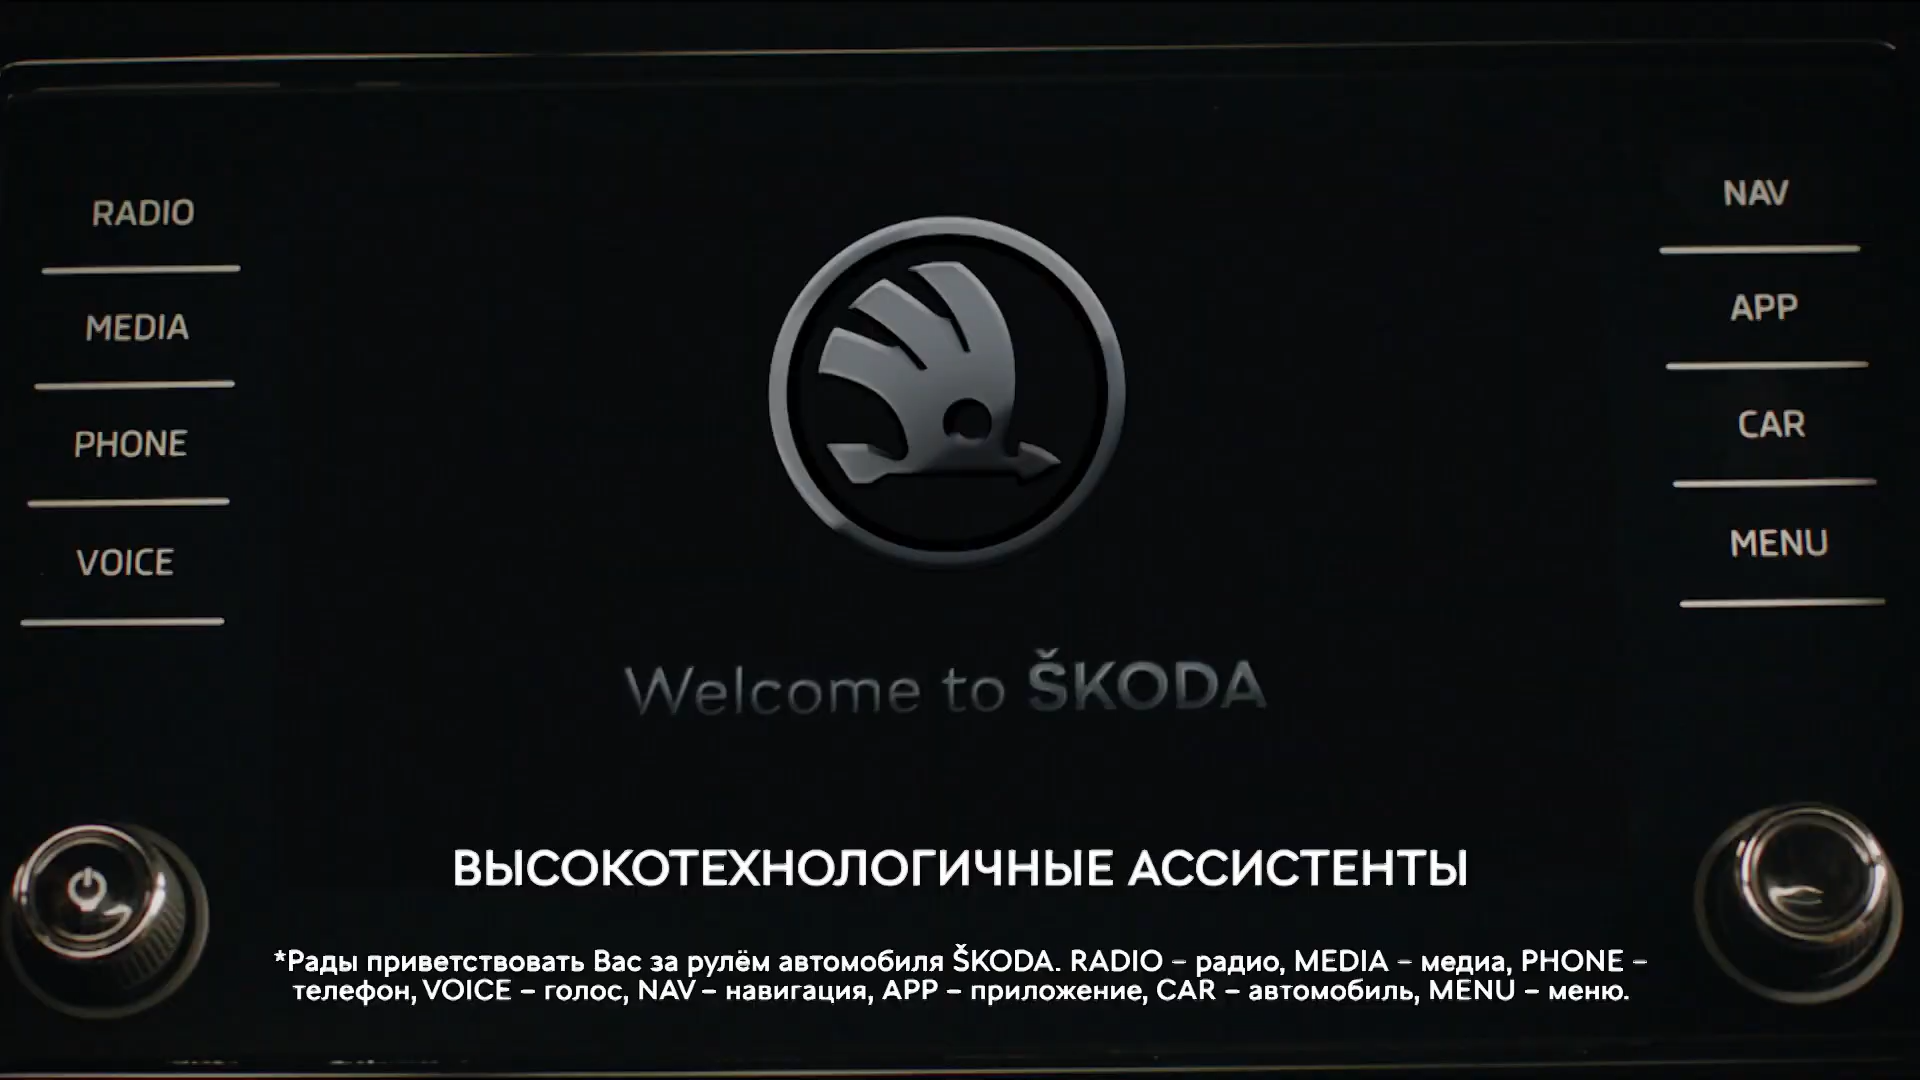 RADIO
MEDIA
PHONE
VOICE
NAV
APP
CAR
MENU
Welcome to ŠKODA
ВЫСОКОТЕХНОЛОГИЧНЫЕ АССИСТЕНТЫ
*Рады приветствовать Вас за рулём автомобиля ŠKODA. RADIO – радио, MEDIA – медиа, PHONE –
телефон, VOICE – голос, NAV – навигация, APP – приложение, CAR – автомобиль, MENU – меню.